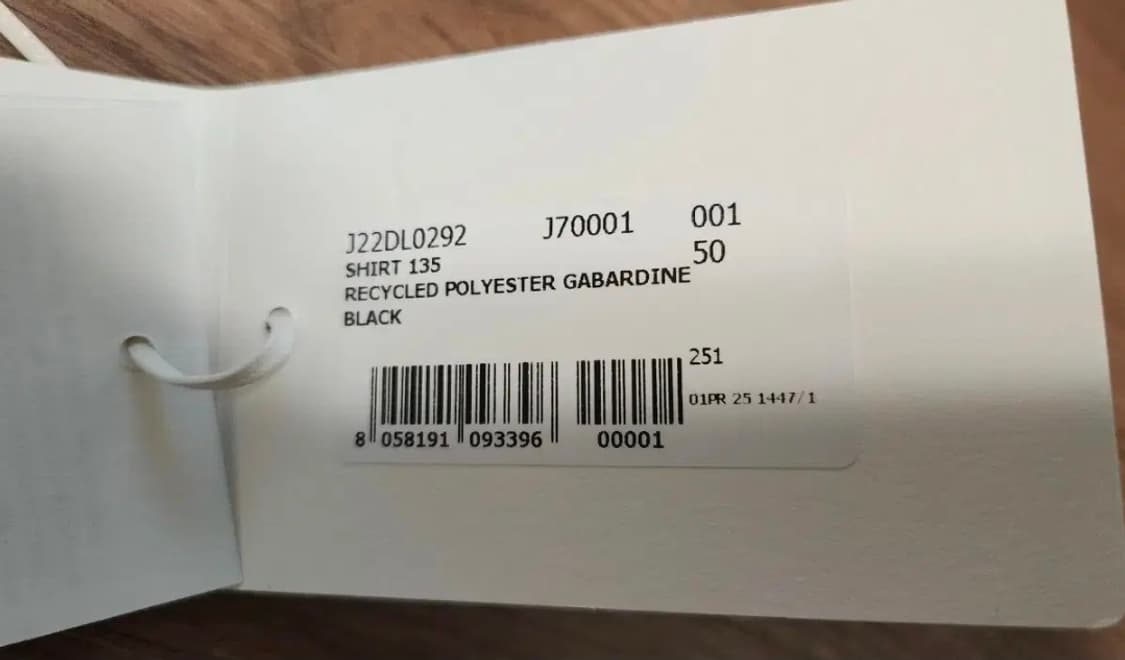 J22DL0292 J70001 001
SHIRT 135 50
RECYCLED POLYESTER GABARDINE
BLACK
251
01PR 25 1447/1
8 058191 093396 00001